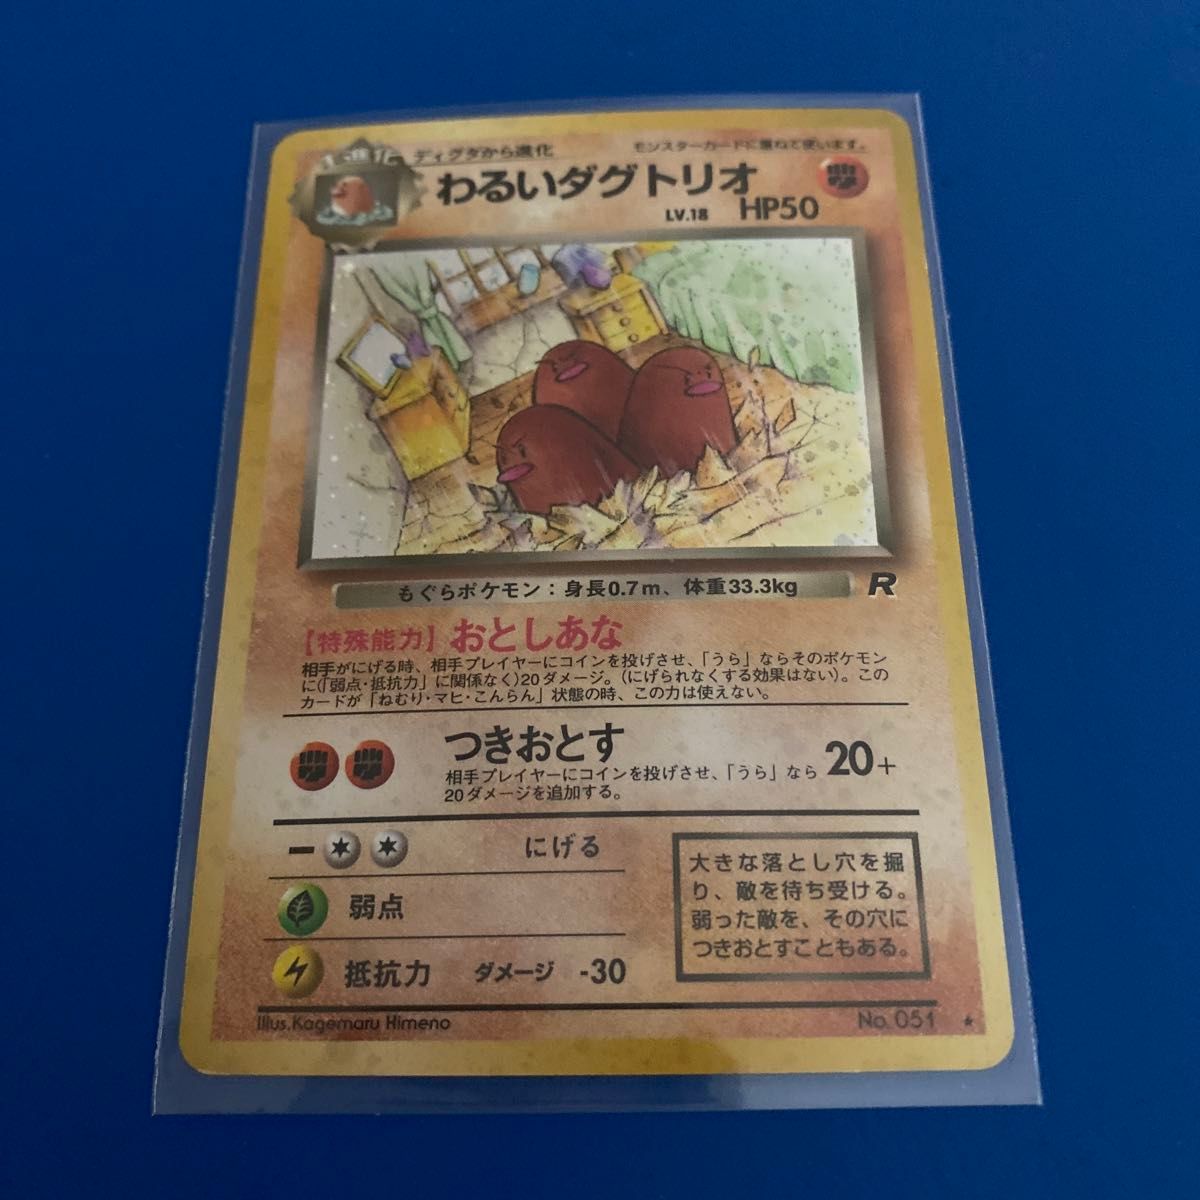 1進化
ディグダから進化
モンスターカードに重ねて使います。
わるいダグトリオ
LV.18 HP50
もぐらポケモン：身長0.7m、体重33.3kg
R
【特殊能力】おとしあな
相手がにげる時、相手プレイヤーにコインを投げさせ、「うら」ならそのポケモン
に(「弱点・抵抗力」に関係なく)20ダメージ。(にげられなくする効果はない)。この
カードが「ねむり・マヒ・こんらん」状態の時、この力は使えない。
つきおとす
相手プレイヤーにコインを投げさせ、「うら」なら
20ダメージを追加する。
20+
にげる
弱点
抵抗力 ダメージ -30
大きな落とし穴を掘
り、敵を待ち受ける。
弱った敵を、その穴に
つきおとすこともある。
Illus.Kagemaru Himeno
No.051 ★